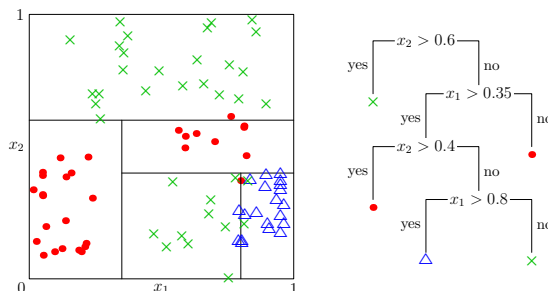 1
x₂
0
x₁
1
x₂ > 0.6
yes
no
x₁ > 0.35
yes
no
x₂ > 0.4
yes
no
x₁ > 0.8
yes
no